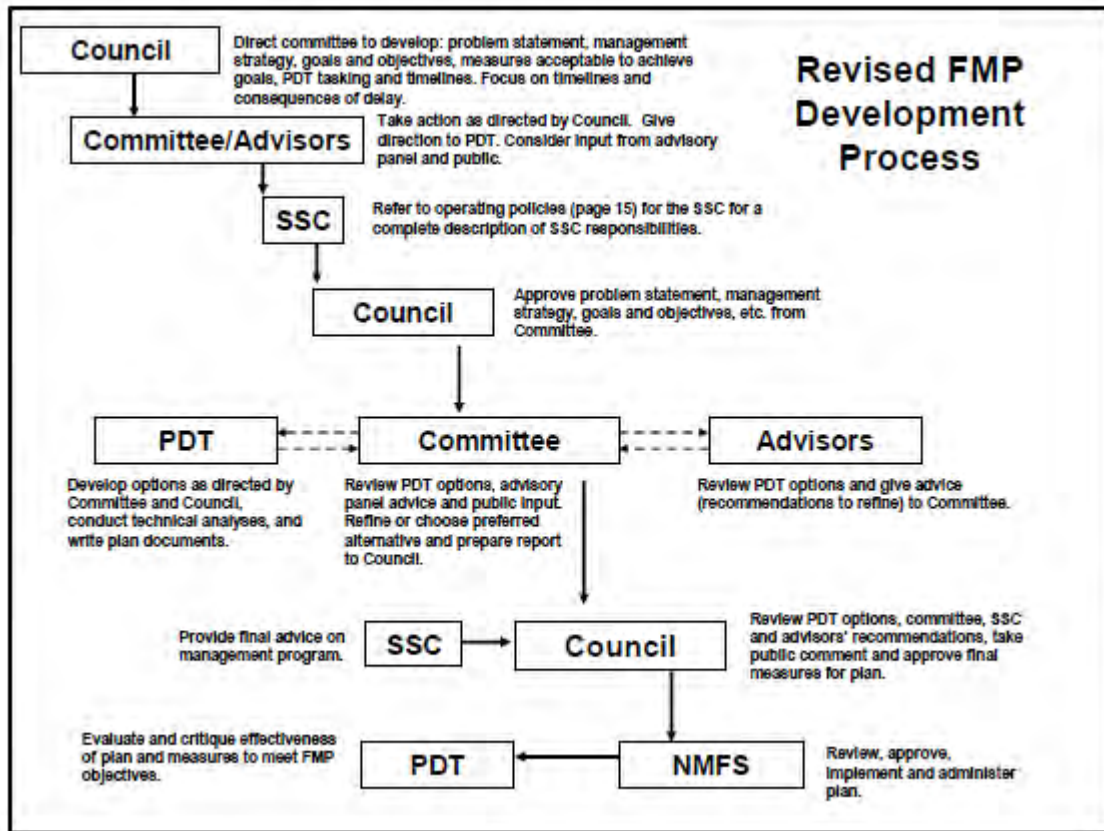 Council
Direct committee to develop: problem statement, management
strategy, goals and objectives, measures acceptable to achieve
goals, PDT tasking and timelines. Focus on timelines and
consequences of delay.
Revised FMP
Development
Process
Committee/Advisors
Take action as directed by Council. Give
direction to PDT. Consider input from advisory
panel and public.
SSC
Refer to operating policies (page 15) for the SSC for a
complete description of SSC responsibilities.
Council
Approve problem statement, management
strategy, goals and objectives, etc. from
Committee.
PDT
Develop options as directed by
Committee and Council,
conduct technical analyses, and
write plan documents.
Committee
Review PDT options, advisory
panel advice and public input.
Refine or choose preferred
alternative and prepare report
to Council.
Advisors
Review PDT options and give advice
(recommendations to refine) to Committee.
Provide final advice on
management program.
SSC
Council
Review PDT options, committee, SSC
and advisors' recommendations, take
public comment and approve final
measures for plan.
Evaluate and critique effectiveness
of plan and measures to meet FMP
objectives.
PDT
NMFS
Review, approve,
implement and administer
plan.